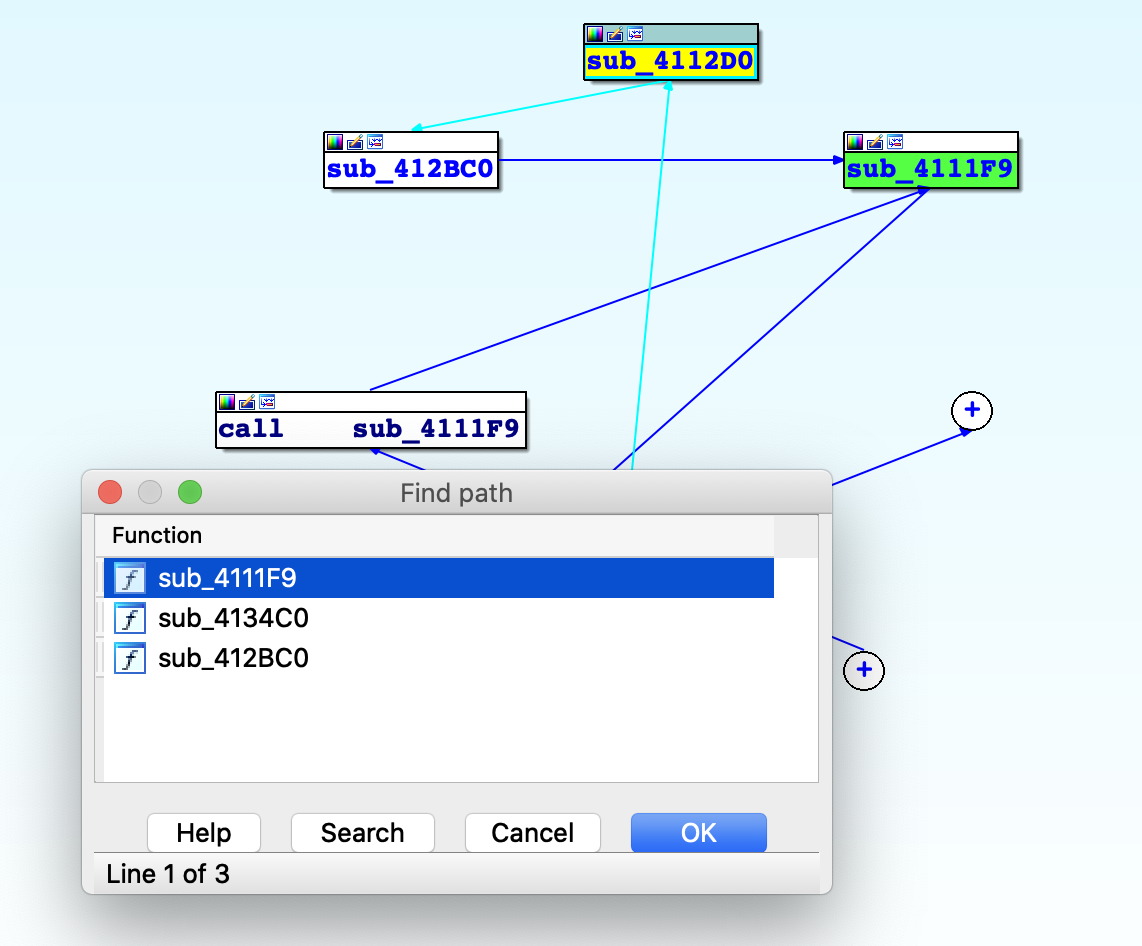 sub_4112D0
sub_412BC0
sub_4111F9
call sub_4111F9
+
Find path
Function
f sub_4111F9
f sub_4134C0
f sub_412BC0
+
Help Search Cancel OK
Line 1 of 3